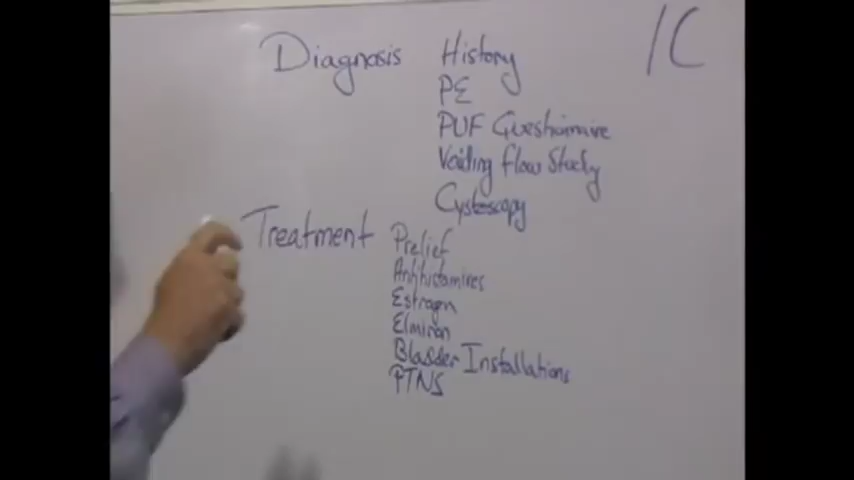 Diagnosis History IC
PE
PUF Questionnaire
Voiding flow Study
Cystoscopy
Treatment Prelief
Antihistamines
Estrogen
Elmiron
Bladder Installations
PTNS